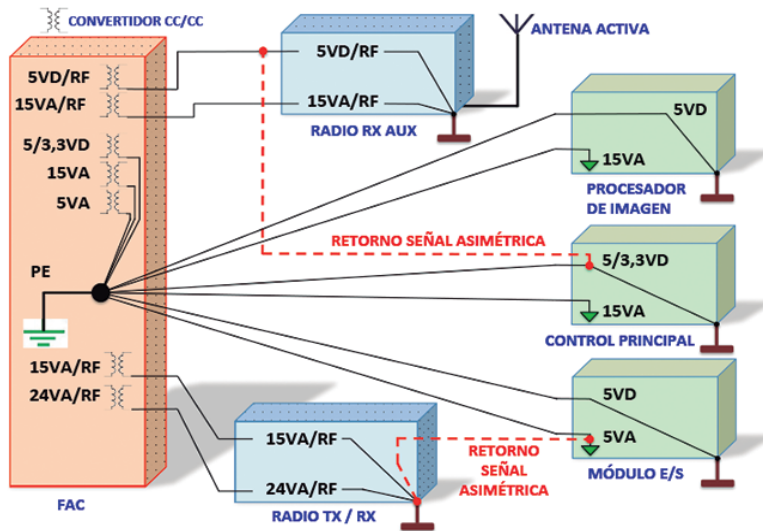 CONVERTIDOR CC/CC
5VD/RF
15VA/RF
5/3,3VD
15VA
5VA
PE
15VA/RF
24VA/RF
FAC
5VD/RF
15VA/RF
RADIO RX AUX
ANTENA ACTIVA
5VD
15VA
PROCESADOR
DE IMAGEN
RETORNO SEÑAL ASIMÉTRICA
5/3,3VD
15VA
CONTROL PRINCIPAL
5VD
5VA
MÓDULO E/S
15VA/RF
24VA/RF
RADIO TX / RX
RETORNO
SEÑAL
ASIMÉTRICA